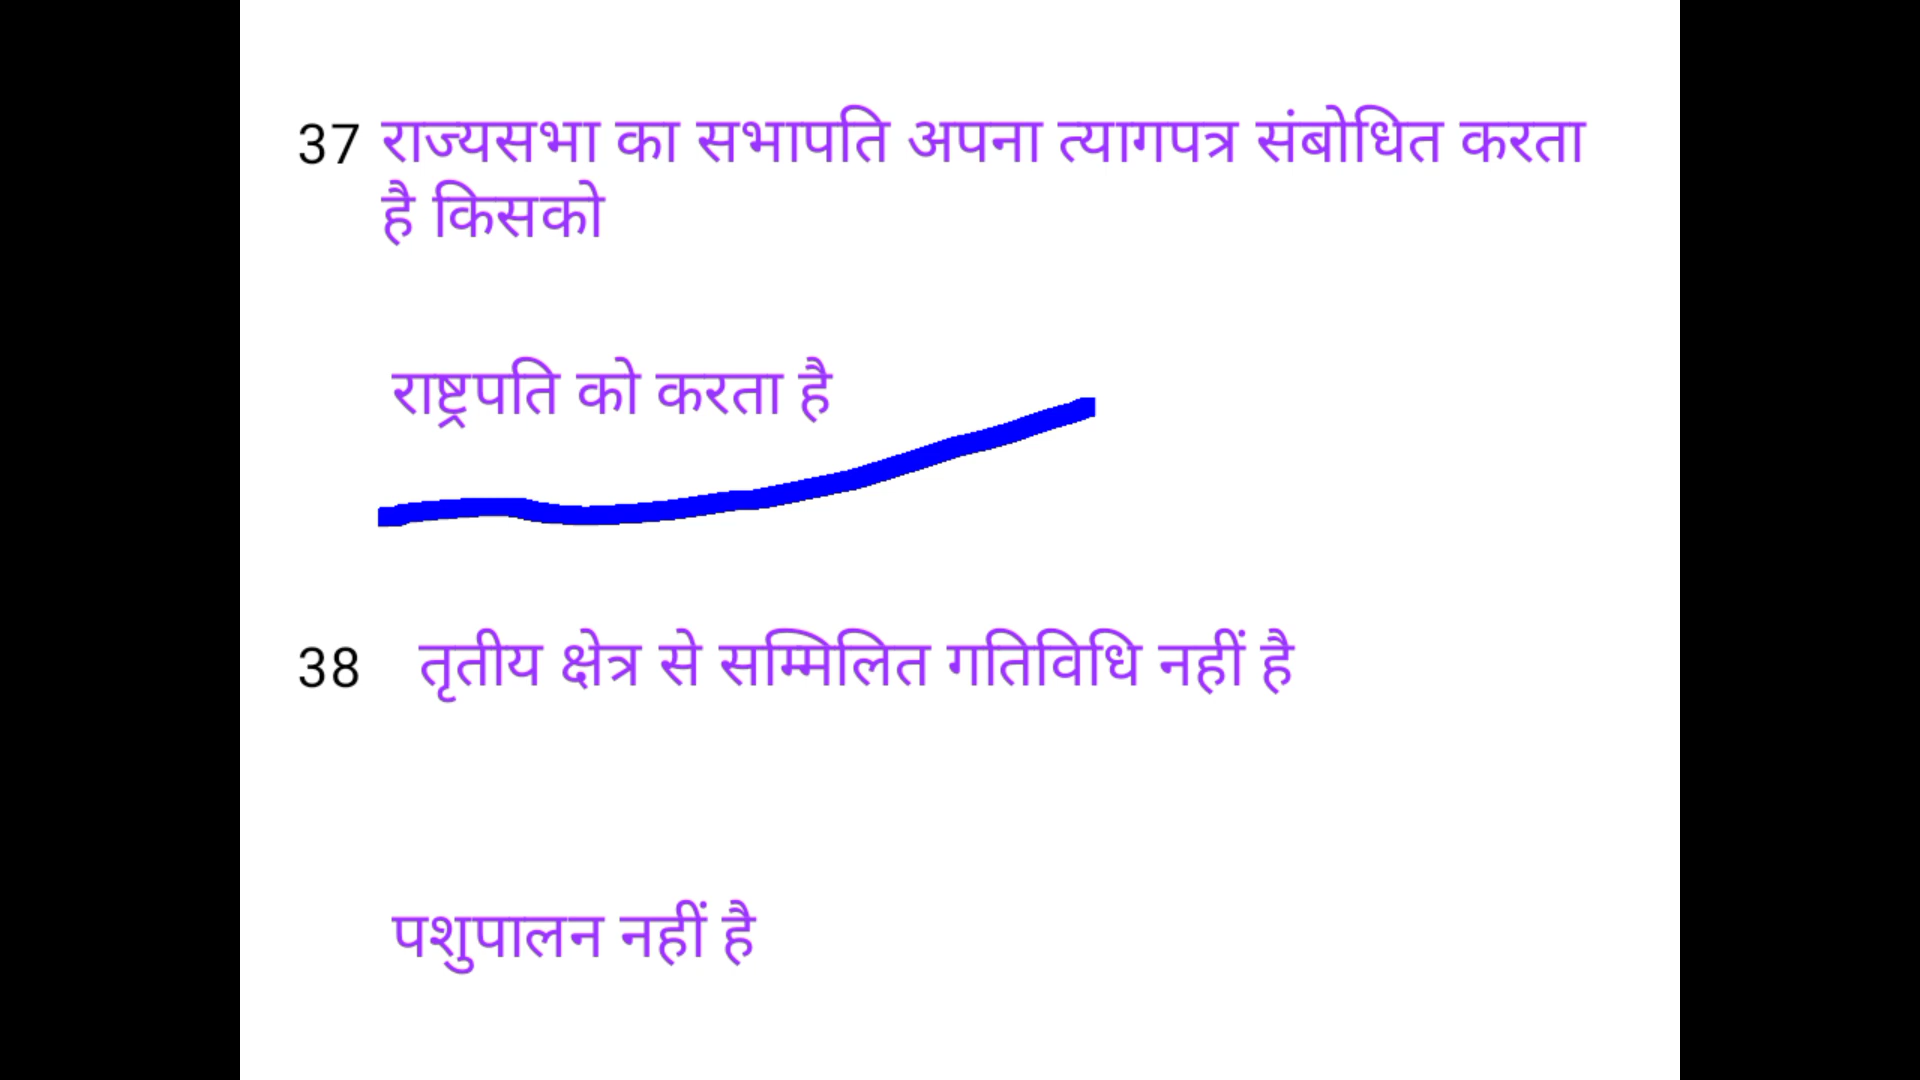 37 राज्यसभा का सभापति अपना त्यागपत्र संबोधित करता
है किसको
राष्ट्रपति को करता है
38 तृतीय क्षेत्र से सम्मिलित गतिविधि नहीं है
पशुपालन नहीं है